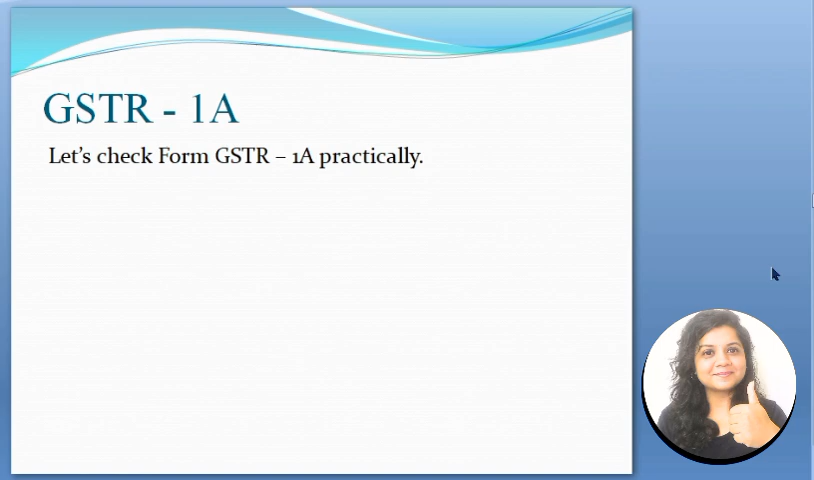 GSTR - 1A
Let’s check Form GSTR – 1A practically.